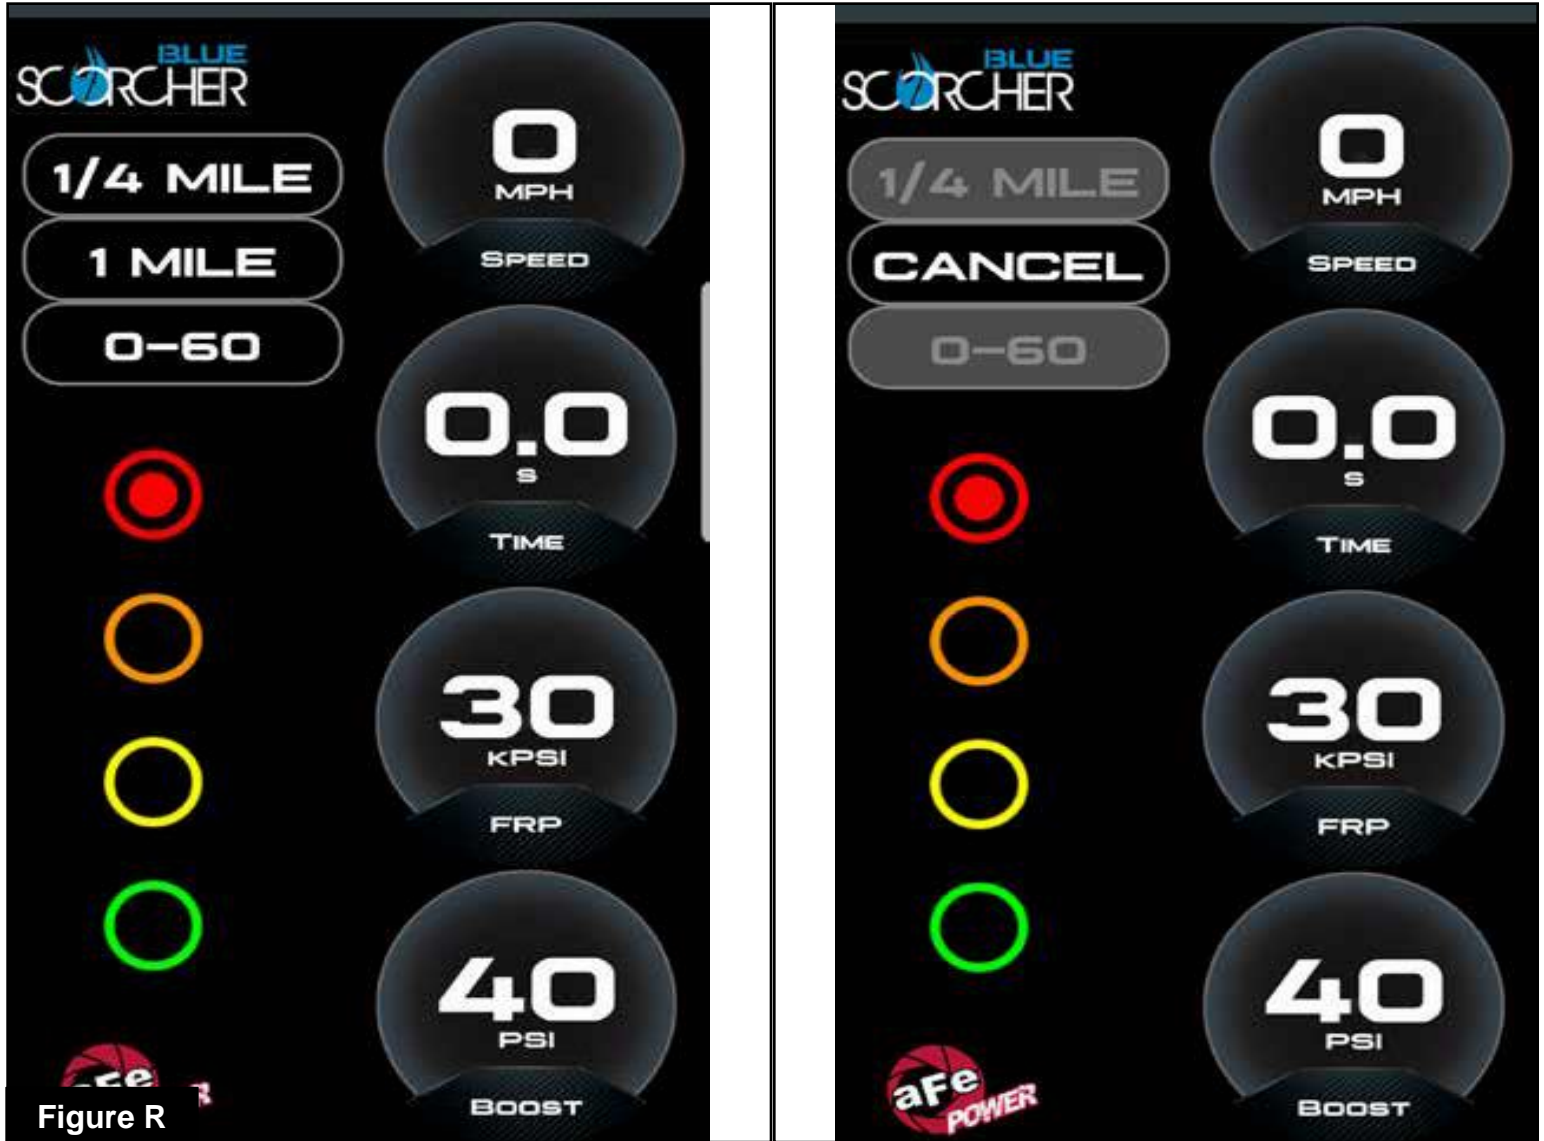 BLUE
SCORCHER
1/4 MILE
1 MILE
0-60
0
MPH
SPEED
0.0
S
TIME
30
KPSI
FRP
40
PSI
BOOST
aFe
R
Figure R
BLUE
SCORCHER
1/4 MILE
CANCEL
0-60
0
MPH
SPEED
0.0
S
TIME
30
KPSI
FRP
40
PSI
BOOST
aFe
POWER